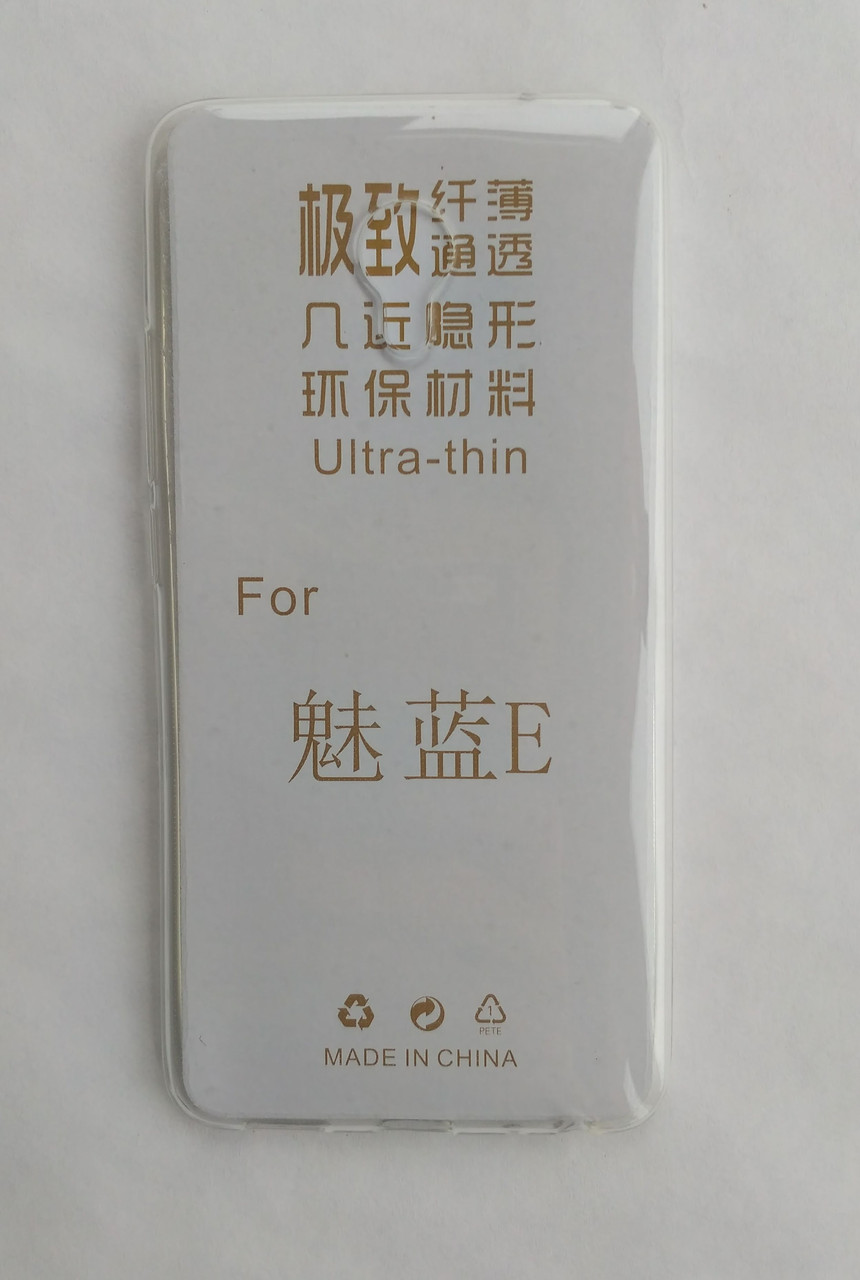 极致纤薄
通透
几近隐形
环保材料
Ultra-thin
For
魅蓝E
1
PETE
MADE IN CHINA